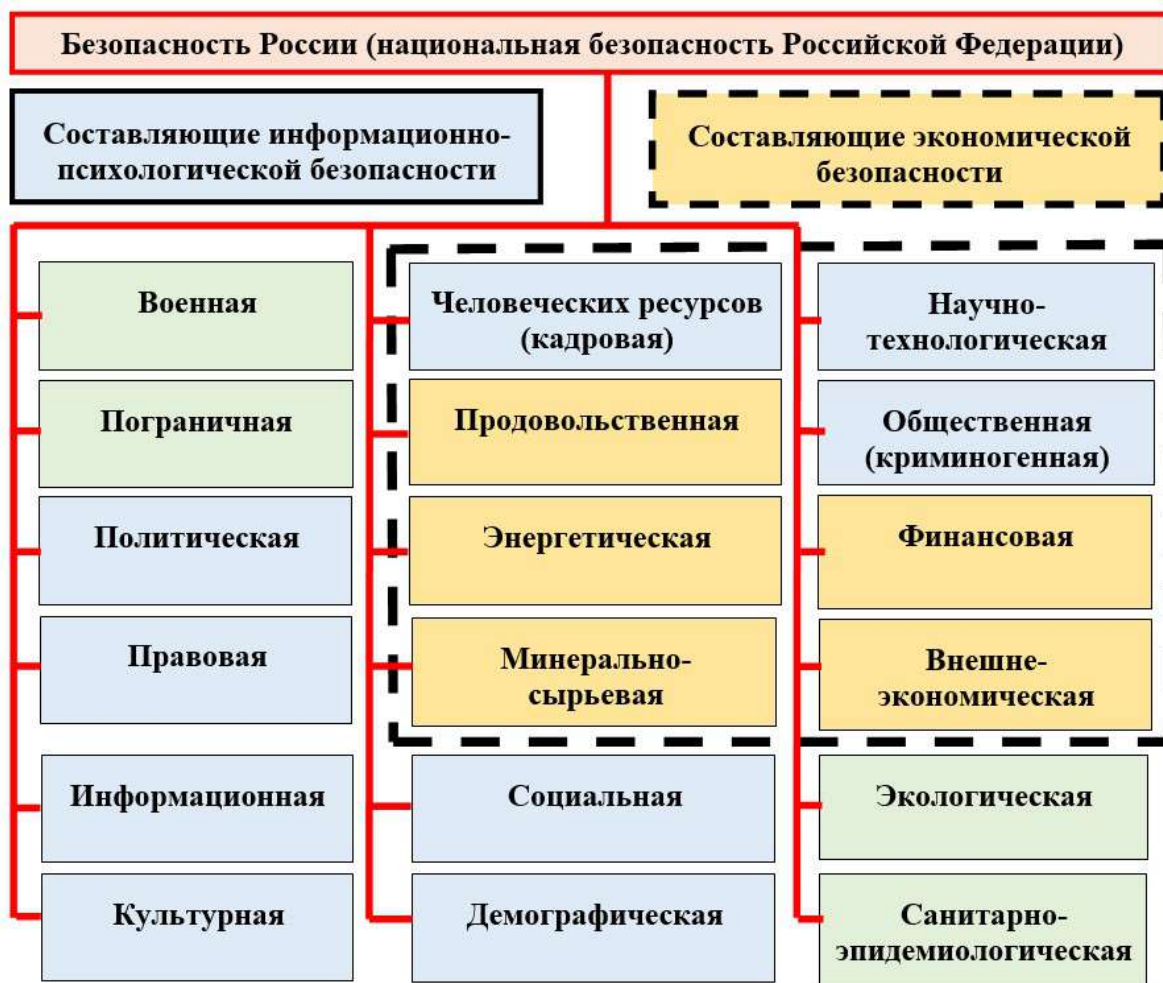 Безопасность России (национальная безопасность Российской Федерации)
Составляющие информационно-
психологической безопасности
Составляющие экономической
безопасности
Военная
Человеческих ресурсов
(кадровая)
Научно-
технологическая
Пограничная
Продовольственная
Общественная
(криминогенная)
Политическая
Энергетическая
Финансовая
Правовая
Минерально-
сырьевая
Внешне-
экономическая
Информационная
Социальная
Экологическая
Культурная
Демографическая
Санитарно-
эпидемиологическая